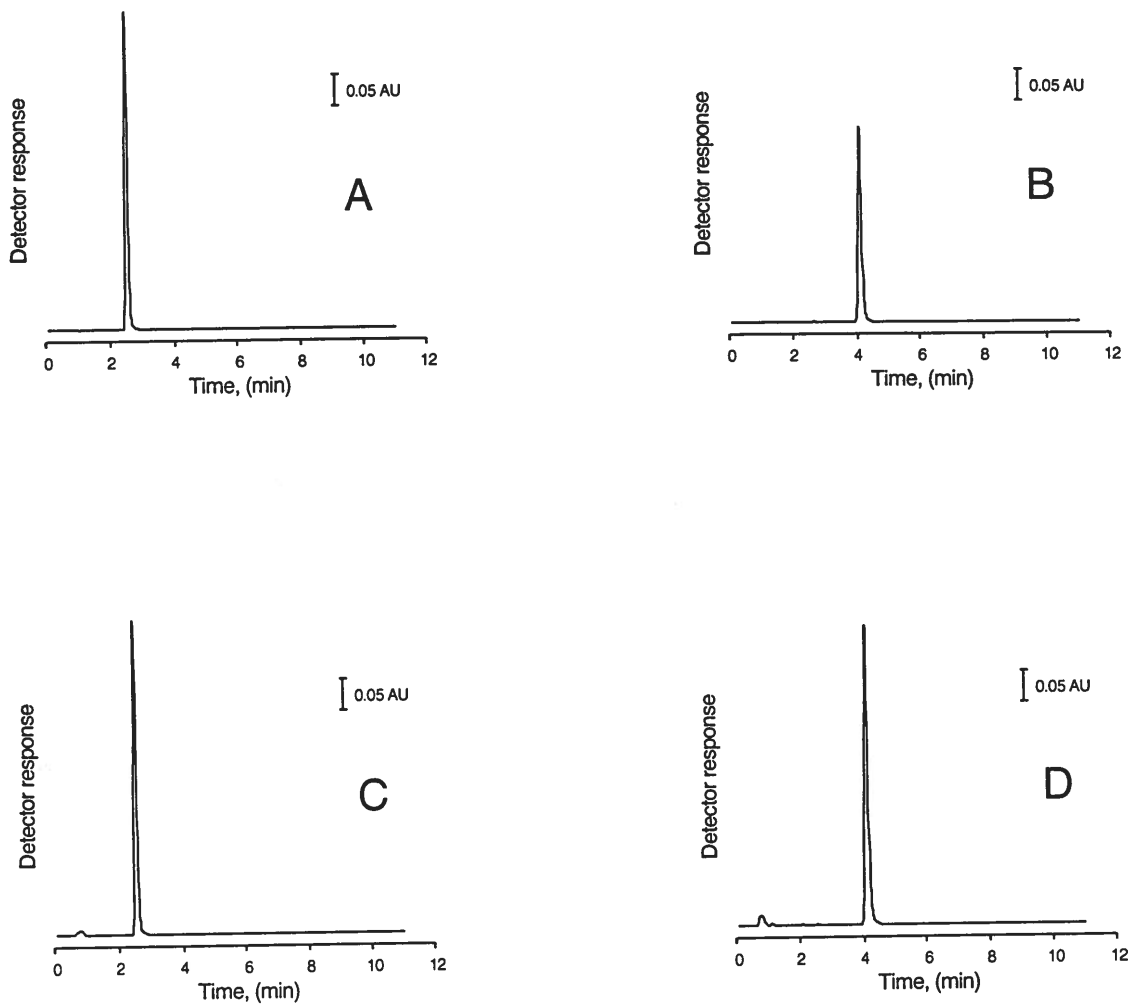 0.05 AU
Detector response
A
0 2 4 6 8 10 12
Time, (min)
0.05 AU
Detector response
B
0 2 4 6 8 10 12
Time, (min)
0.05 AU
Detector response
C
0 2 4 6 8 10 12
Time, (min)
0.05 AU
Detector response
D
0 2 4 6 8 10 12
Time, (min)